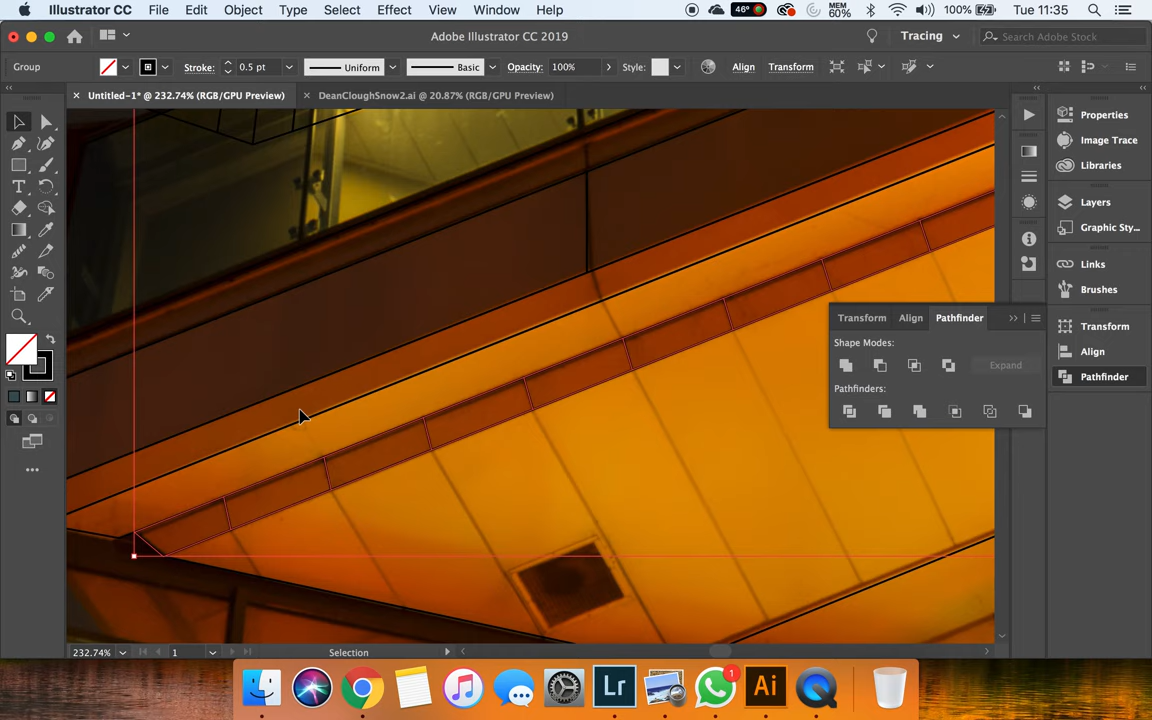 Illustrator CC File Edit Object Type Select Effect View Window Help 46° MEM 60% 100% Tue 11:35
Adobe Illustrator CC 2019 Tracing Search Adobe Stock
Group Stroke: 0.5 pt Uniform Basic Opacity: 100% Style: Align Transform
Untitled-1* @ 232.74% (RGB/GPU Preview) DeanCloughSnow2.ai @ 20.87% (RGB/GPU Preview)
Properties
Image Trace
Libraries
Layers
Graphic Sty...
Links
Brushes
Transform
Align
Pathfinder
Transform Align Pathfinder
Shape Modes:
Expand
Pathfinders:
232.74% 1 Selection
Lr 1 Ai